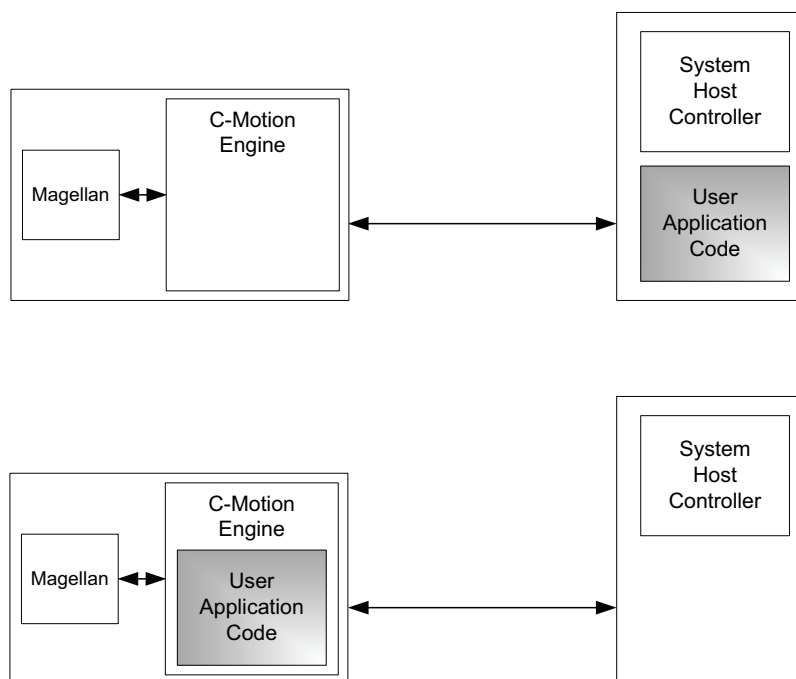 C-Motion
Engine
Magellan
System
Host
Controller
User
Application
Code
C-Motion
Engine
Magellan
User
Application
Code
System
Host
Controller